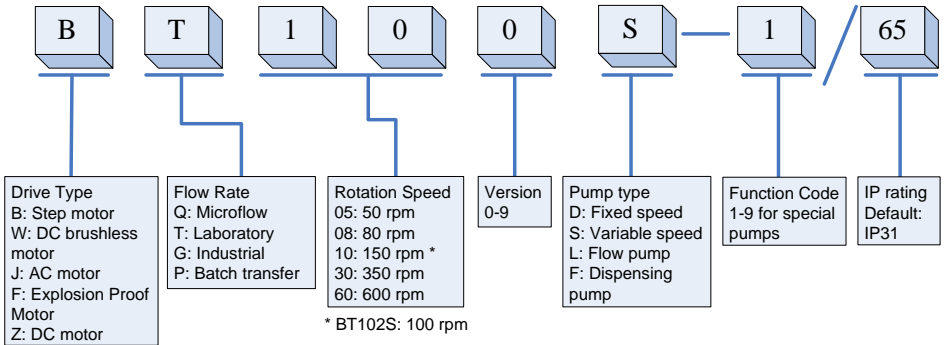 B T 1 0 0 S - 1 / 65
Drive Type
B: Step motor
W: DC brushless
motor
J: AC motor
F: Explosion Proof
Motor
Z: DC motor
Flow Rate
Q: Microflow
T: Laboratory
G: Industrial
P: Batch transfer
Rotation Speed
05: 50 rpm
08: 80 rpm
10: 150 rpm *
30: 350 rpm
60: 600 rpm
* BT102S: 100 rpm
Version
0-9
Pump type
D: Fixed speed
S: Variable speed
L: Flow pump
F: Dispensing
pump
Function Code
1-9 for special
pumps
IP rating
Default:
IP31